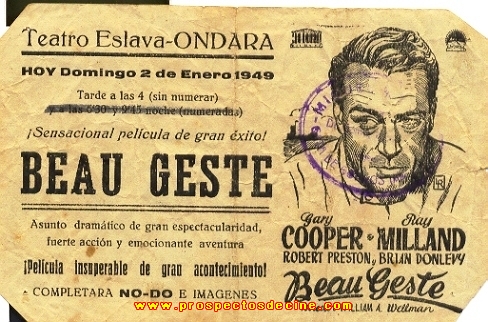 Teatro Eslava-ONDARA
HOY Domingo 2 de Enero 1949
Tarde a las 4 (sin numerar)
y a las 6'30 y 9'45 noche (numeradas)
¡Sensacional película de gran éxito!
BEAU GESTE
Asunto dramático de gran espectacularidad,
fuerte acción y emocionante aventura
¡Película insuperable de gran acontecimiento!
COMPLETARA NO-DO E IMAGENES
Gary Ray
COOPER MILLAND
ROBERT PRESTON, BRIAN DONLEVY
Beau Geste
WILLIAM A. Wellman
www.prospectosdecine.com